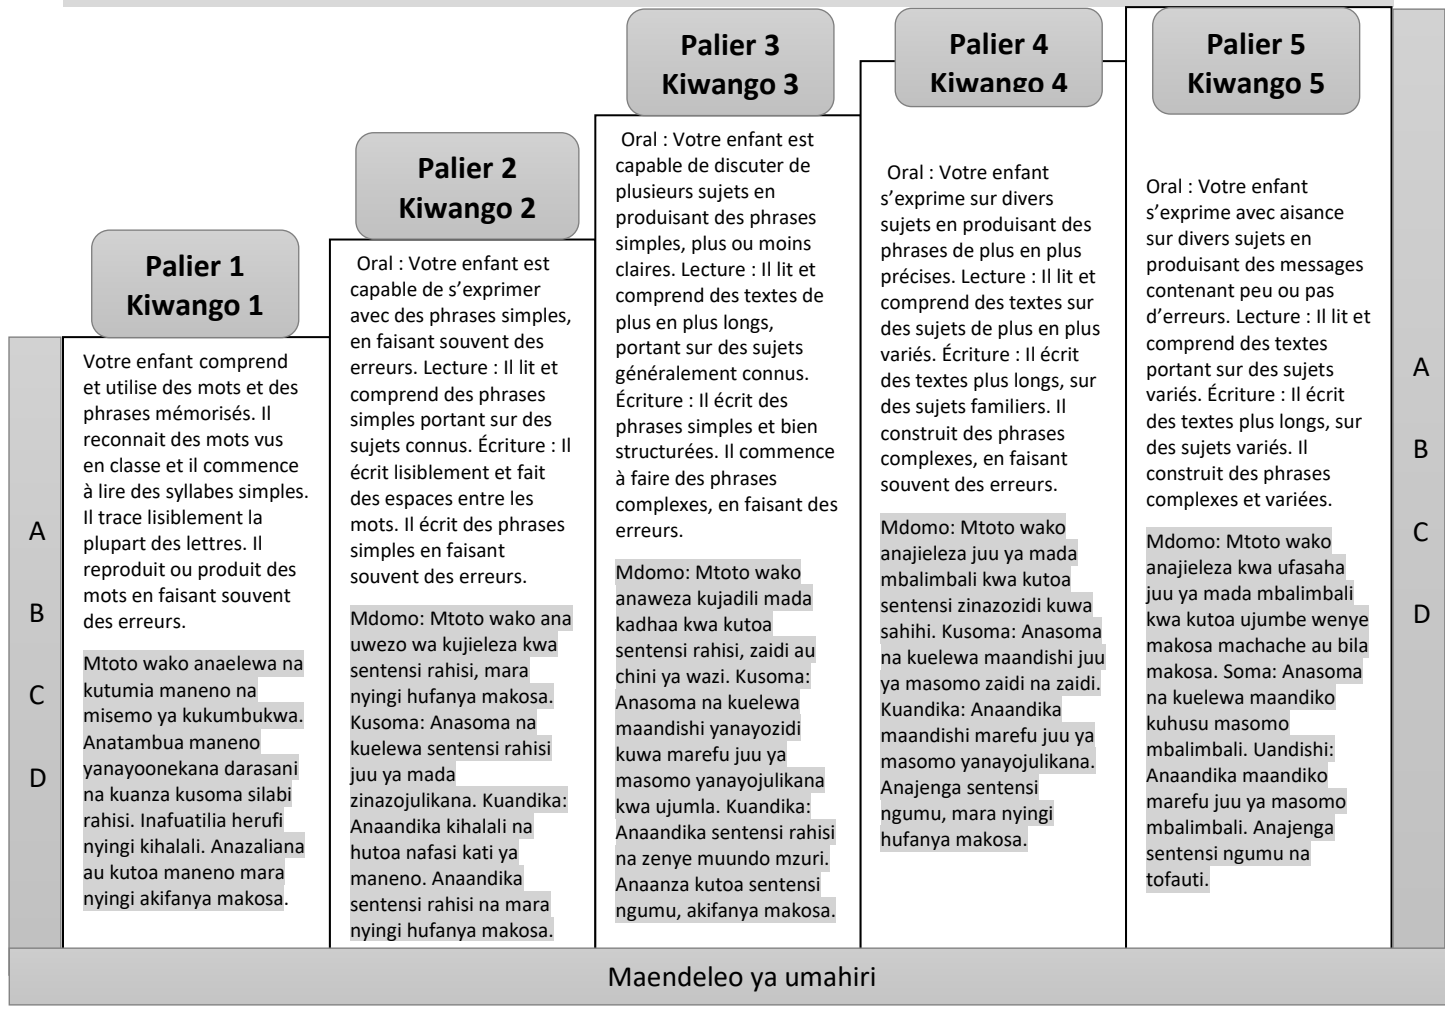 A
B
C
D
Palier 1
Kiwango 1
Votre enfant comprend
et utilise des mots et des
phrases mémorisés. Il
reconnait des mots vus
en classe et il commence
à lire des syllabes simples.
Il trace lisiblement la
plupart des lettres. Il
reproduit ou produit des
mots en faisant souvent
des erreurs.
Mtoto wako anaelewa na
kutumia maneno na
misemo ya kukumbukwa.
Anatambua maneno
yanayoonekana darasani
na kuanza kusoma silabi
rahisi. Inafuatilia herufi
nyingi kihalali. Anazaliana
au kutoa maneno mara
nyingi akifanya makosa.
Palier 2
Kiwango 2
Oral : Votre enfant est
capable de s’exprimer
avec des phrases simples,
en faisant souvent des
erreurs. Lecture : Il lit et
comprend des phrases
simples portant sur des
sujets connus. Écriture : Il
écrit lisiblement et fait
des espaces entre les
mots. Il écrit des phrases
simples en faisant
souvent des erreurs.
Mdomo: Mtoto wako ana
uwezo wa kujieleza kwa
sentensi rahisi, mara
nyingi hufanya makosa.
Kusoma: Anasoma na
kuelewa sentensi rahisi
juu ya mada
zinazojulikana. Kuandika:
Anaandika kihalali na
hutoa nafasi kati ya
maneno. Anaandika
sentensi rahisi na mara
nyingi hufanya makosa.
Palier 3
Kiwango 3
Oral : Votre enfant est
capable de discuter de
plusieurs sujets en
produisant des phrases
simples, plus ou moins
claires. Lecture : Il lit et
comprend des textes de
plus en plus longs,
portant sur des sujets
généralement connus.
Écriture : Il écrit des
phrases simples et bien
structurées. Il commence
à faire des phrases
complexes, en faisant des
erreurs.
Mdomo: Mtoto wako
anaweza kujadili mada
kadhaa kwa kutoa
sentensi rahisi, zaidi au
chini ya wazi. Kusoma:
Anasoma na kuelewa
maandishi yanayozidi
kuwa marefu juu ya
masomo yanayojulikana
kwa ujumla. Kuandika:
Anaandika sentensi rahisi
na zenye muundo mzuri.
Anaanza kutoa sentensi
ngumu, akifanya makosa.
Palier 4
Kiwango 4
Oral : Votre enfant
s’exprime sur divers
sujets en produisant des
phrases de plus en plus
précises. Lecture : Il lit et
comprend des textes sur
des sujets de plus en plus
variés. Écriture : Il écrit
des textes plus longs, sur
des sujets familiers. Il
construit des phrases
complexes, en faisant
souvent des erreurs.
Mdomo: Mtoto wako
anajieleza juu ya mada
mbalimbali kwa kutoa
sentensi zinazozidi kuwa
sahihi. Kusoma: Anasoma
na kuelewa maandishi juu
ya masomo zaidi na zaidi.
Kuandika: Anaandika
maandishi marefu juu ya
masomo yanayojulikana.
Anajenga sentensi
ngumu, mara nyingi
hufanya makosa.
Palier 5
Kiwango 5
Oral : Votre enfant
s’exprime avec aisance
sur divers sujets en
produisant des messages
contenant peu ou pas
d’erreurs. Lecture : Il lit et
comprend des textes
portant sur des sujets
variés. Écriture : Il écrit
des textes plus longs, sur
des sujets variés. Il
construit des phrases
complexes et variées.
Mdomo: Mtoto wako
anajieleza kwa ufasaha
juu ya mada mbalimbali
kwa kutoa ujumbe wenye
makosa machache au bila
makosa. Soma: Anasoma
na kuelewa maandiko
kuhusu masomo
mbalimbali. Uandishi:
Anaandika maandiko
marefu juu ya masomo
mbalimbali. Anajenga
sentensi ngumu na
tofauti.
A
B
C
D
Maendeleo ya umahiri